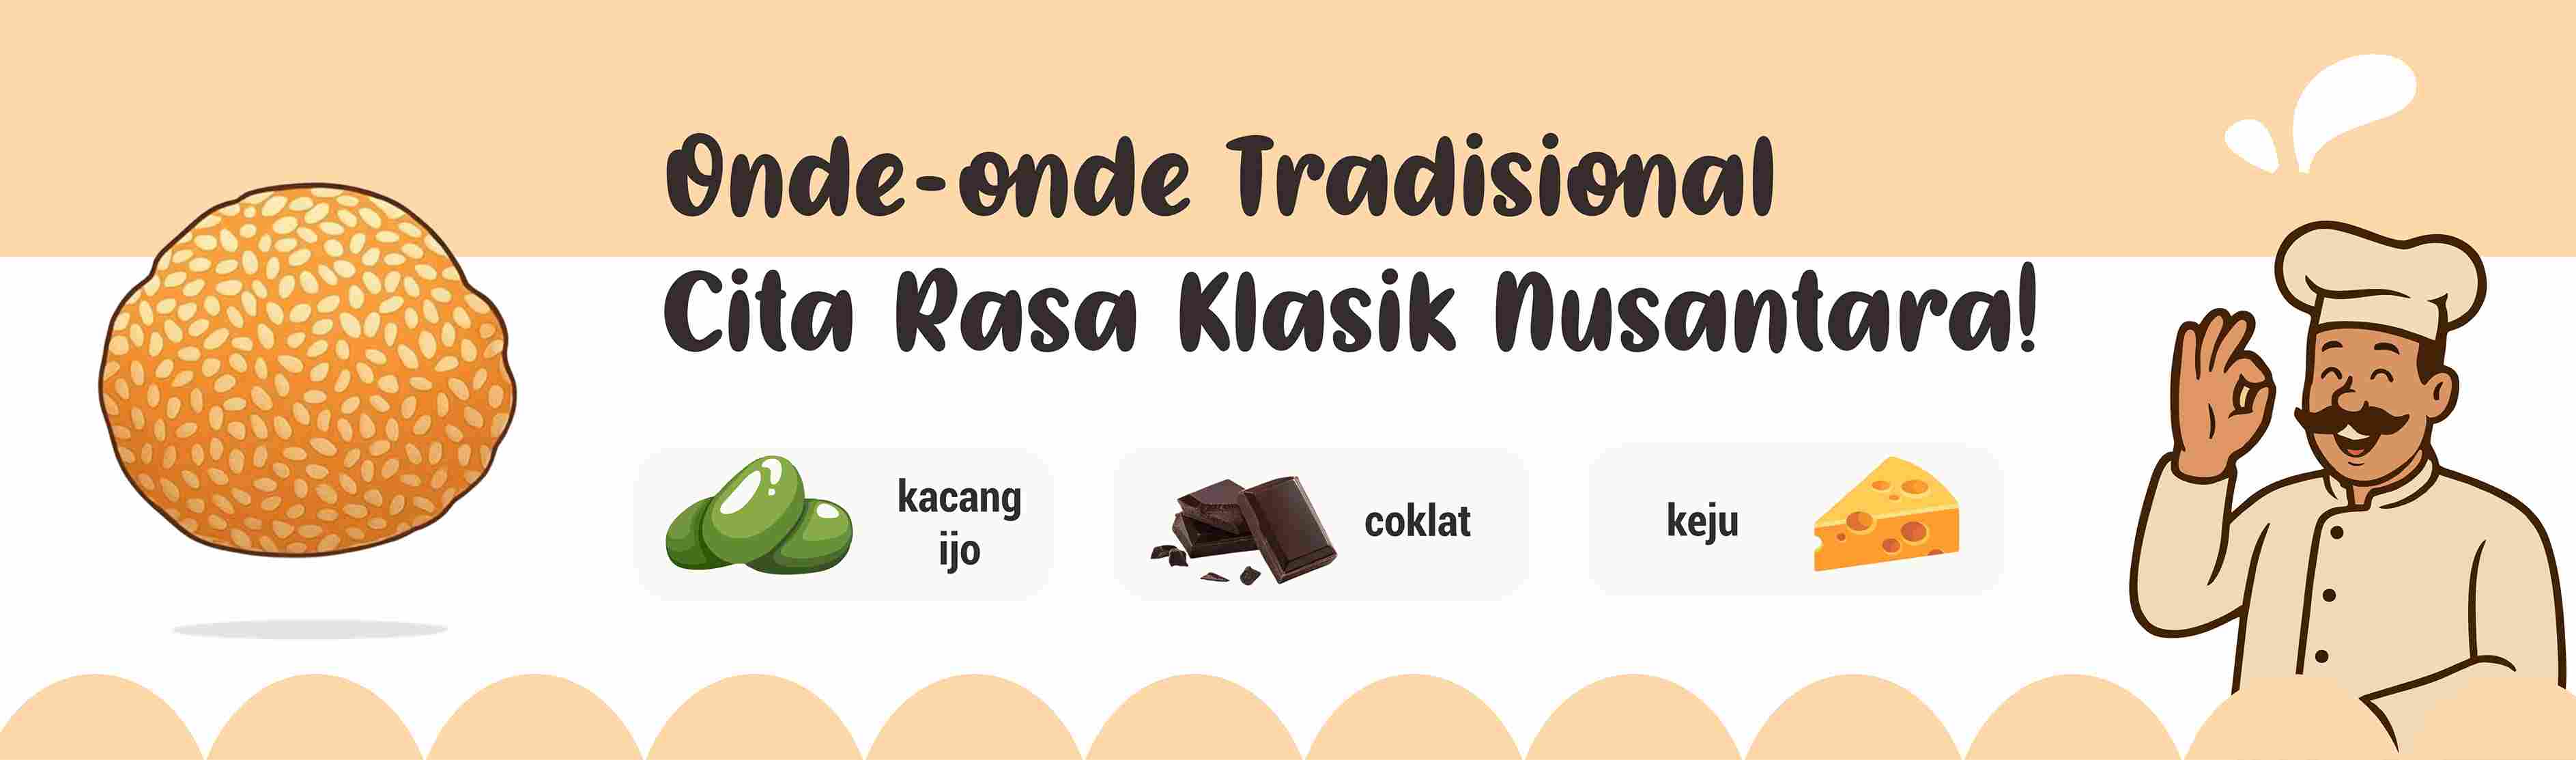 Onde-onde Tradisional
Cita Rasa Klasik Nusantara!
kacang
ijo
coklat
keju